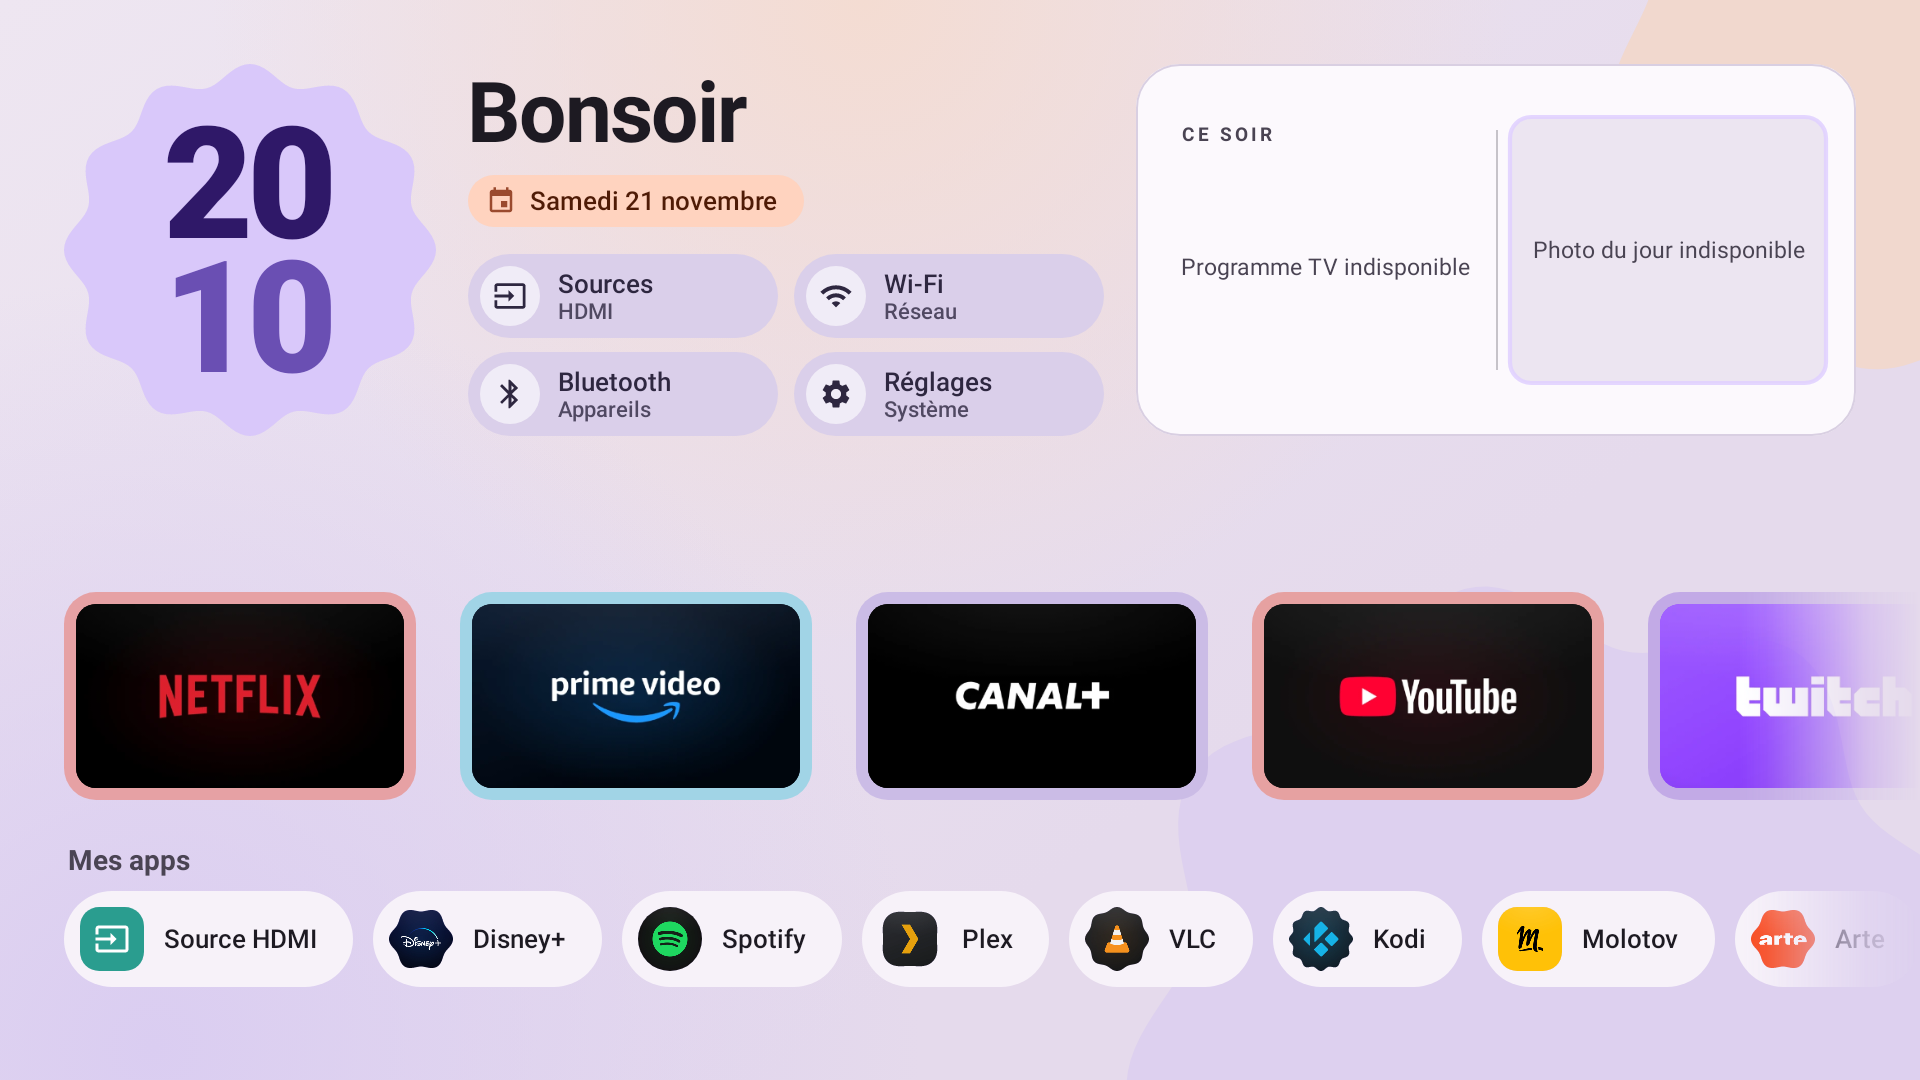 20
10
Bonsoir
Samedi 21 novembre
Sources
HDMI
Wi-Fi
Réseau
Bluetooth
Appareils
Réglages
Système
CE SOIR
Programme TV indisponible
Photo du jour indisponible
NETFLIX
prime video
CANAL+
YouTube
twitch
Mes apps
Source HDMI
Disney+
Disney+
Spotify
Plex
VLC
Kodi
M.
Molotov
arte
Arte